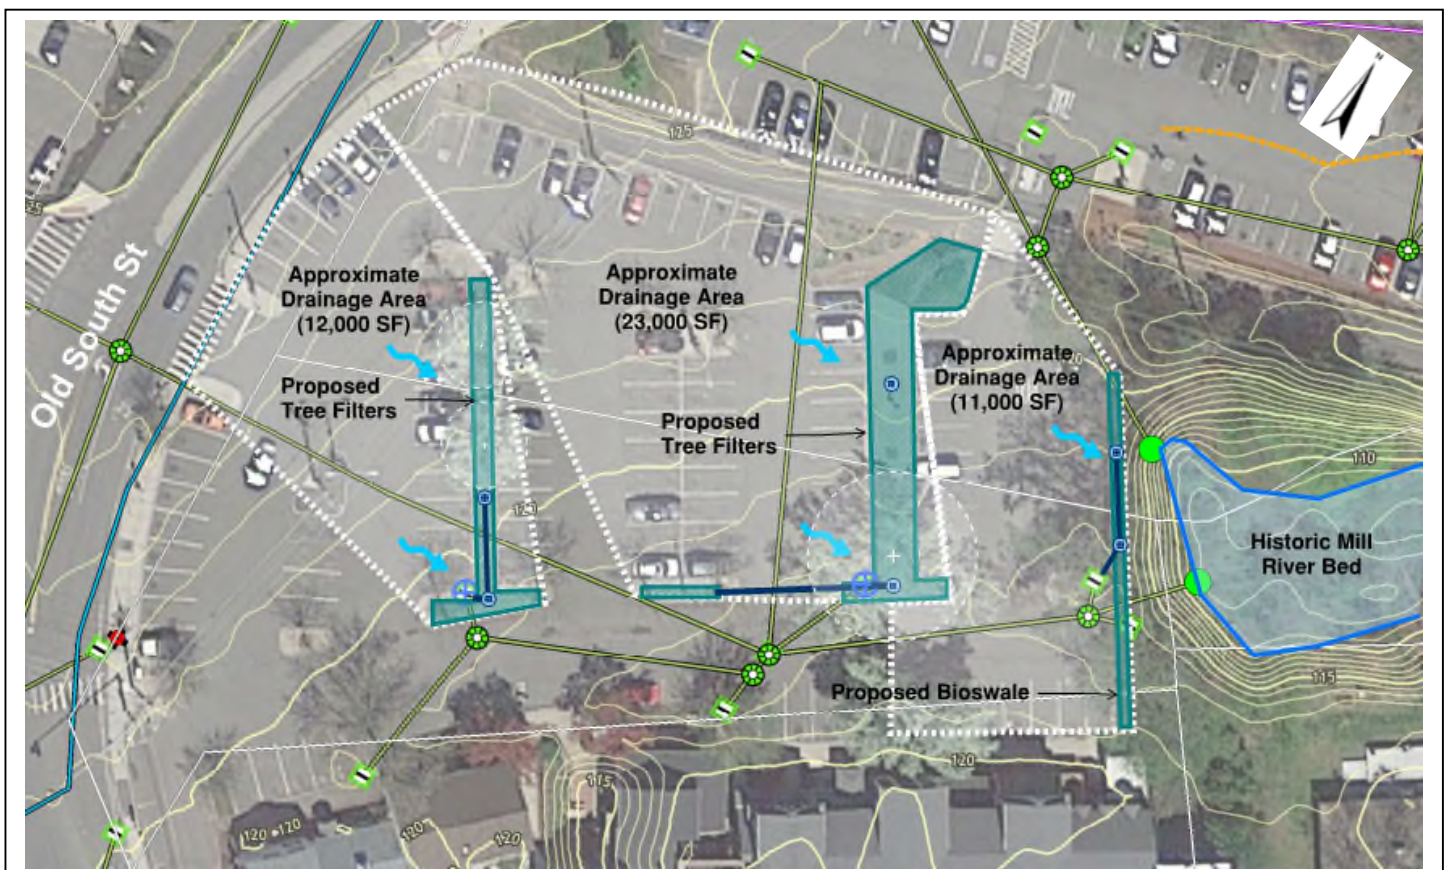 N
125
25
Old South St
Approximate
Drainage Area
(12,000 SF)
Approximate
Drainage Area
(23,000 SF)
Approximate
Drainage Area
(11,000 SF)
Proposed
Tree Filters
Proposed
Tree Filters
110
Historic Mill
River Bed
Proposed Bioswale
115
120
115
120
120
120
120